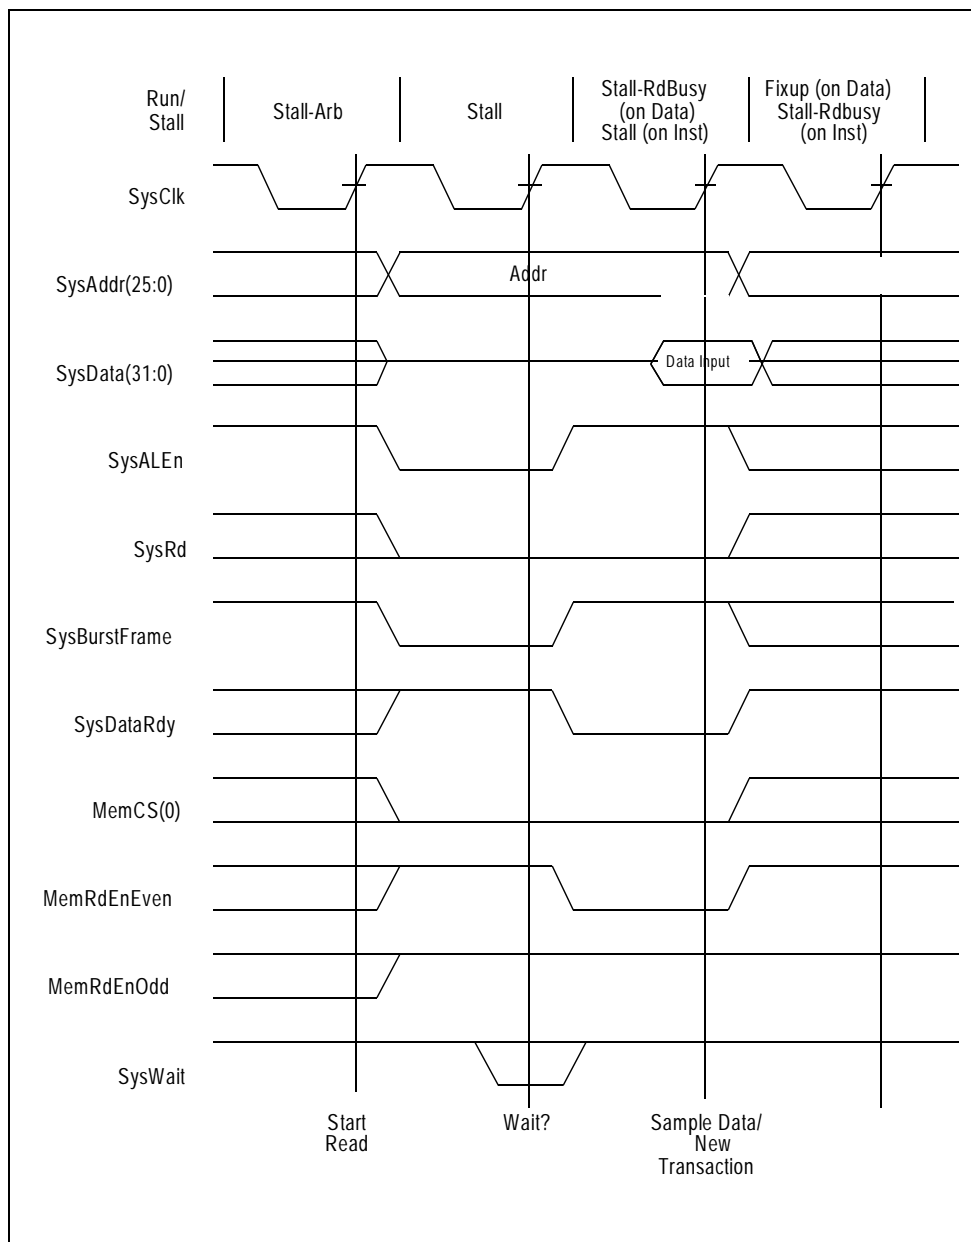 Run/
Stall
Stall-Arb
Stall
Stall-RdBusy
(on Data)
Stall (on Inst)
Fixup (on Data)
Stall-Rdbusy
(on Inst)
SysClk
SysAddr(25:0)
Addr
SysData(31:0)
Data Input
SysALEn
SysRd
SysBurstFrame
SysDataRdy
MemCS(0)
MemRdEnEven
MemRdEnOdd
SysWait
Start
Read
Wait?
Sample Data/
New
Transaction